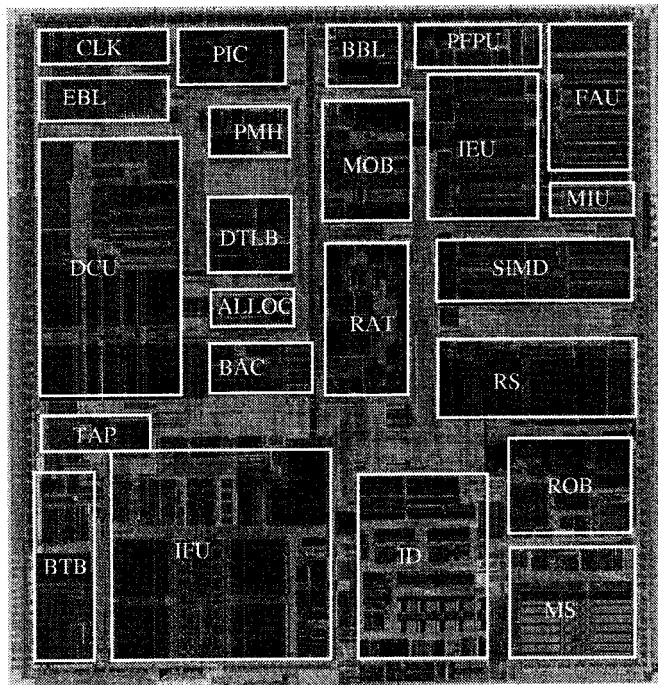 CLK
PIC
BBL
PFPU
EBL
FAU
PMH
IEU
MOB
MIU
DTLB
DCU
SIMD
ALLOC
RAT
BAC
RS
TAP
ROB
IFU
ID
BTB
MS